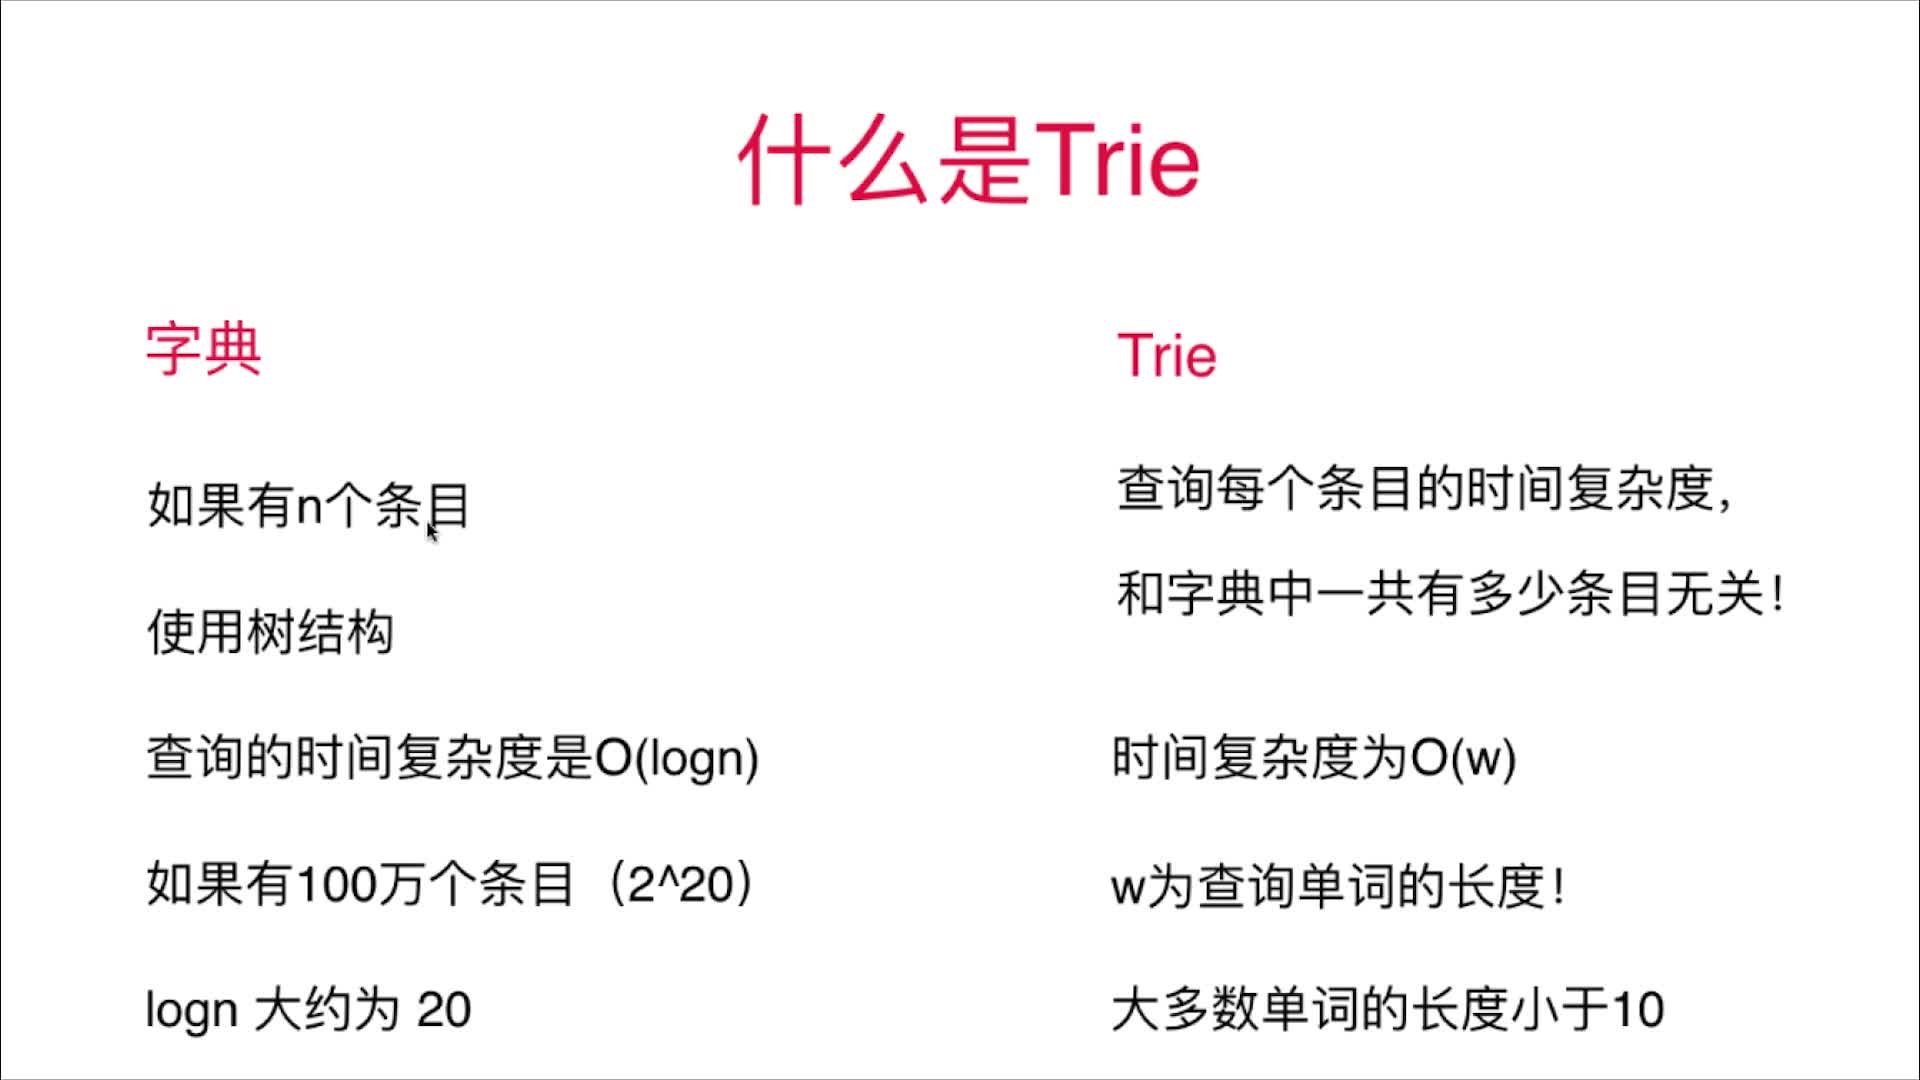 什么是Trie
字典
如果有n个条目
使用树结构
查询的时间复杂度是O(logn)
如果有100万个条目（2^20）
logn 大约为 20
Trie
查询每个条目的时间复杂度，
和字典中一共有多少条目无关！
时间复杂度为O(w)
w为查询单词的长度！
大多数单词的长度小于10